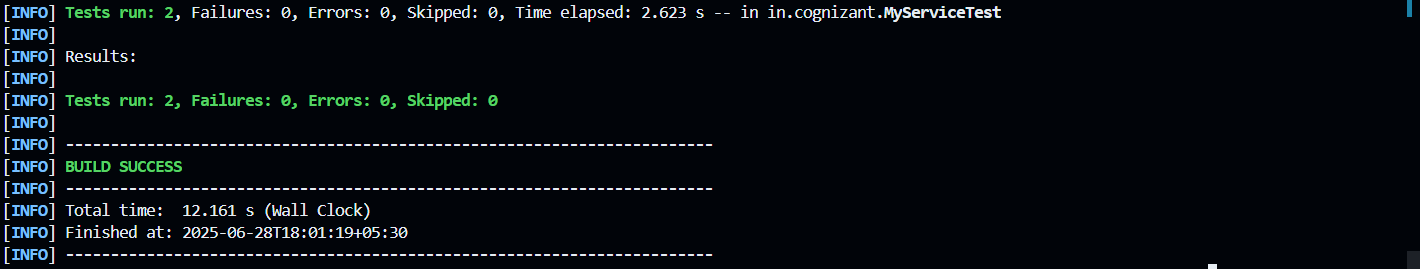 [INFO] Tests run: 2, Failures: 0, Errors: 0, Skipped: 0, Time elapsed: 2.623 s -- in in.cognizant.MyServiceTest
[INFO]
[INFO] Results:
[INFO]
[INFO] Tests run: 2, Failures: 0, Errors: 0, Skipped: 0
[INFO]
[INFO] ------------------------------------------------------------------------
[INFO] BUILD SUCCESS
[INFO] ------------------------------------------------------------------------
[INFO] Total time:  12.161 s (Wall Clock)
[INFO] Finished at: 2025-06-28T18:01:19+05:30
[INFO] ------------------------------------------------------------------------